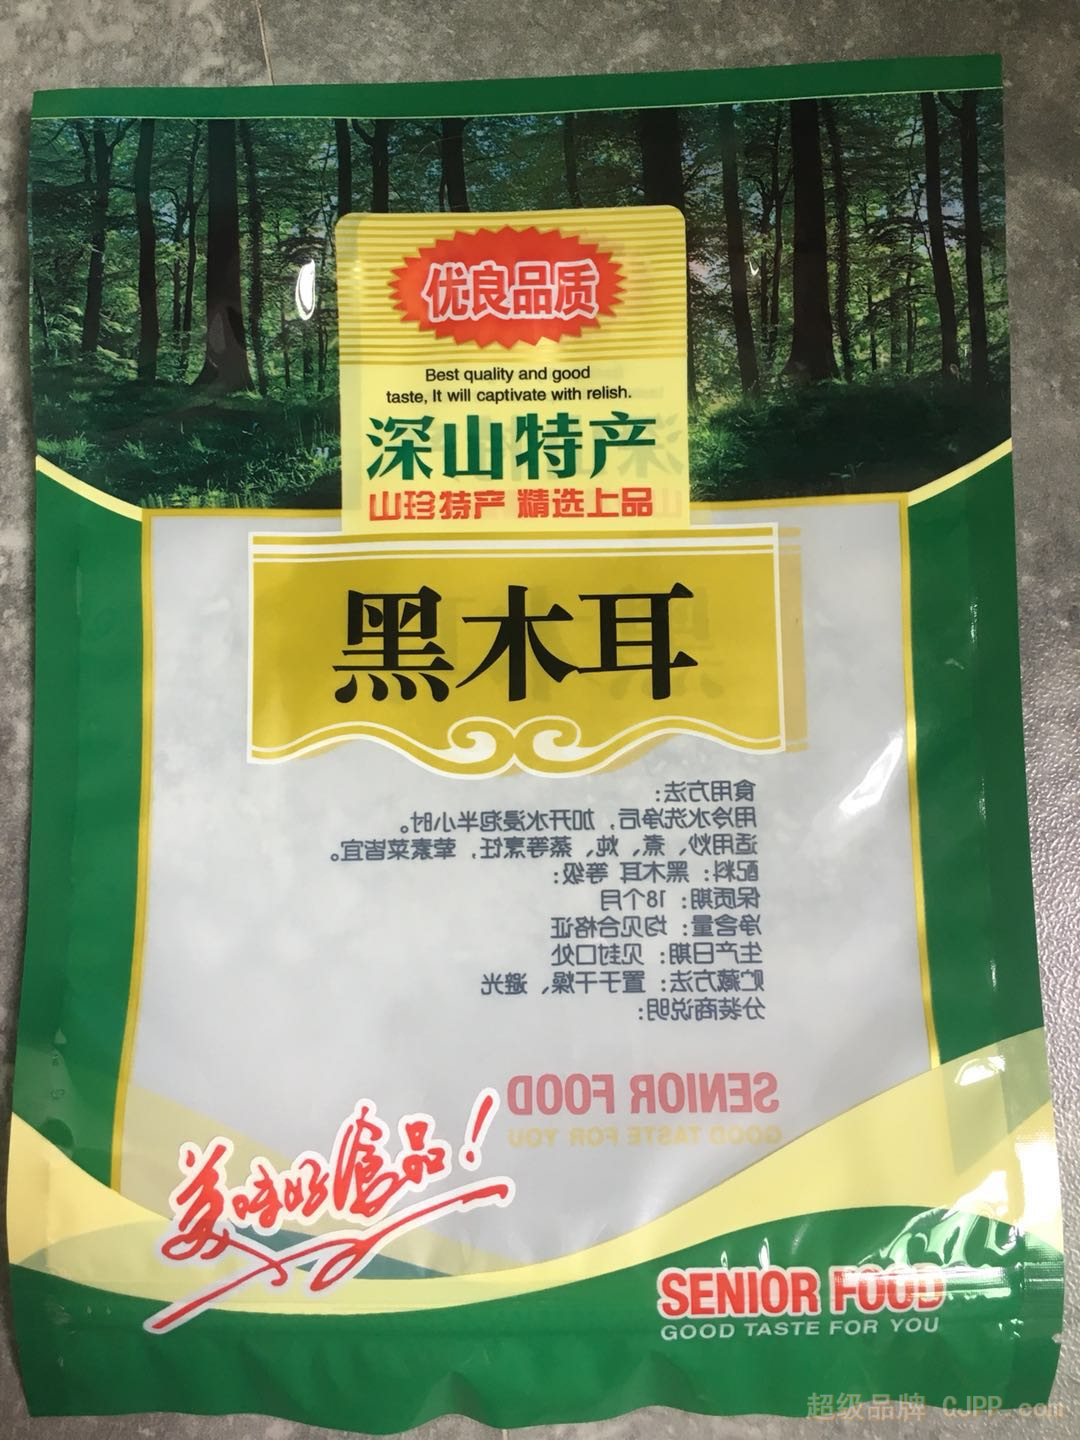 优良品质
Best quality and good
taste, It will captivate with relish.
深山特产
山珍特产 精选上品
黑木耳
食用方法：
用冷水洗净后，加开水浸泡半小时。
适用炒、煮、炖、蒸等烹饪，荤素菜皆宜。
配料：黑木耳 等级：
保质期：18个月
净含量：均见合格证
生产日期：见封口处
贮藏方法：置于干燥、避光
分装商说明：
SENIOR FOOD
GOOD TASTE FOR YOU
美味好食品！
SENIOR FOOD
GOOD TASTE FOR YOU
超级品牌 CJPP.com